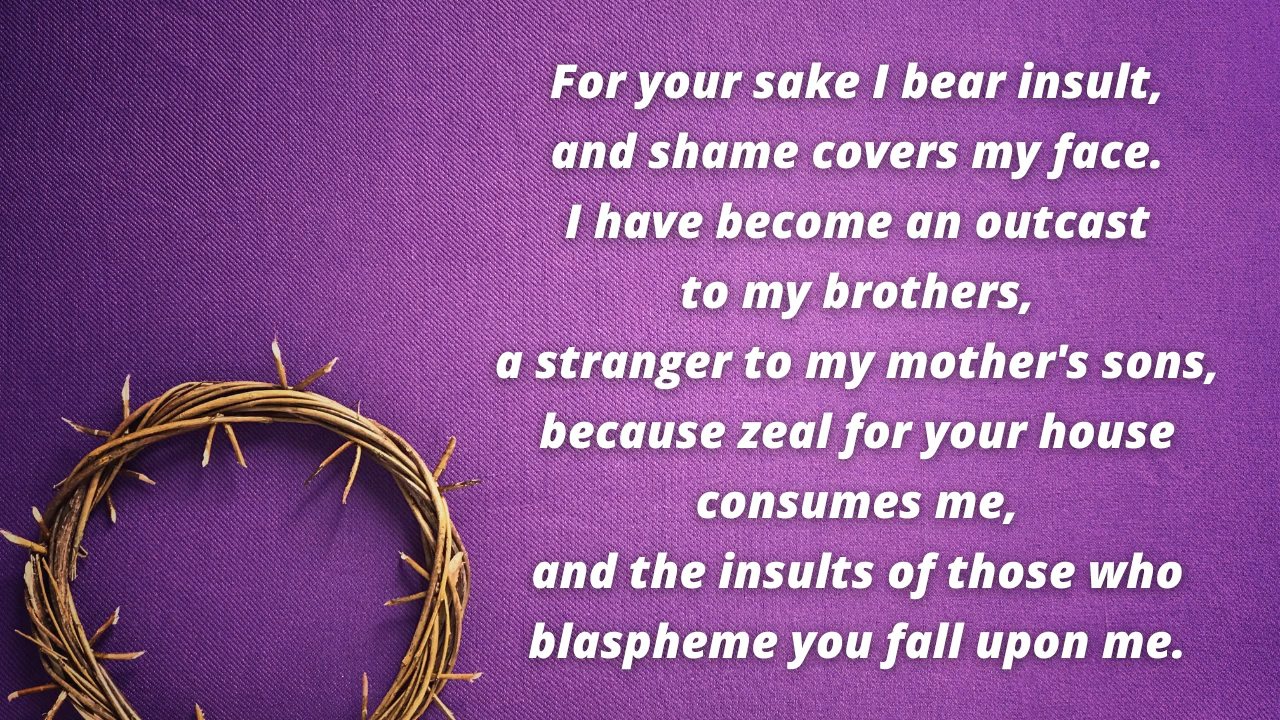 For your sake I bear insult,
and shame covers my face.
I have become an outcast
to my brothers,
a stranger to my mother's sons,
because zeal for your house
consumes me,
and the insults of those who
blaspheme you fall upon me.